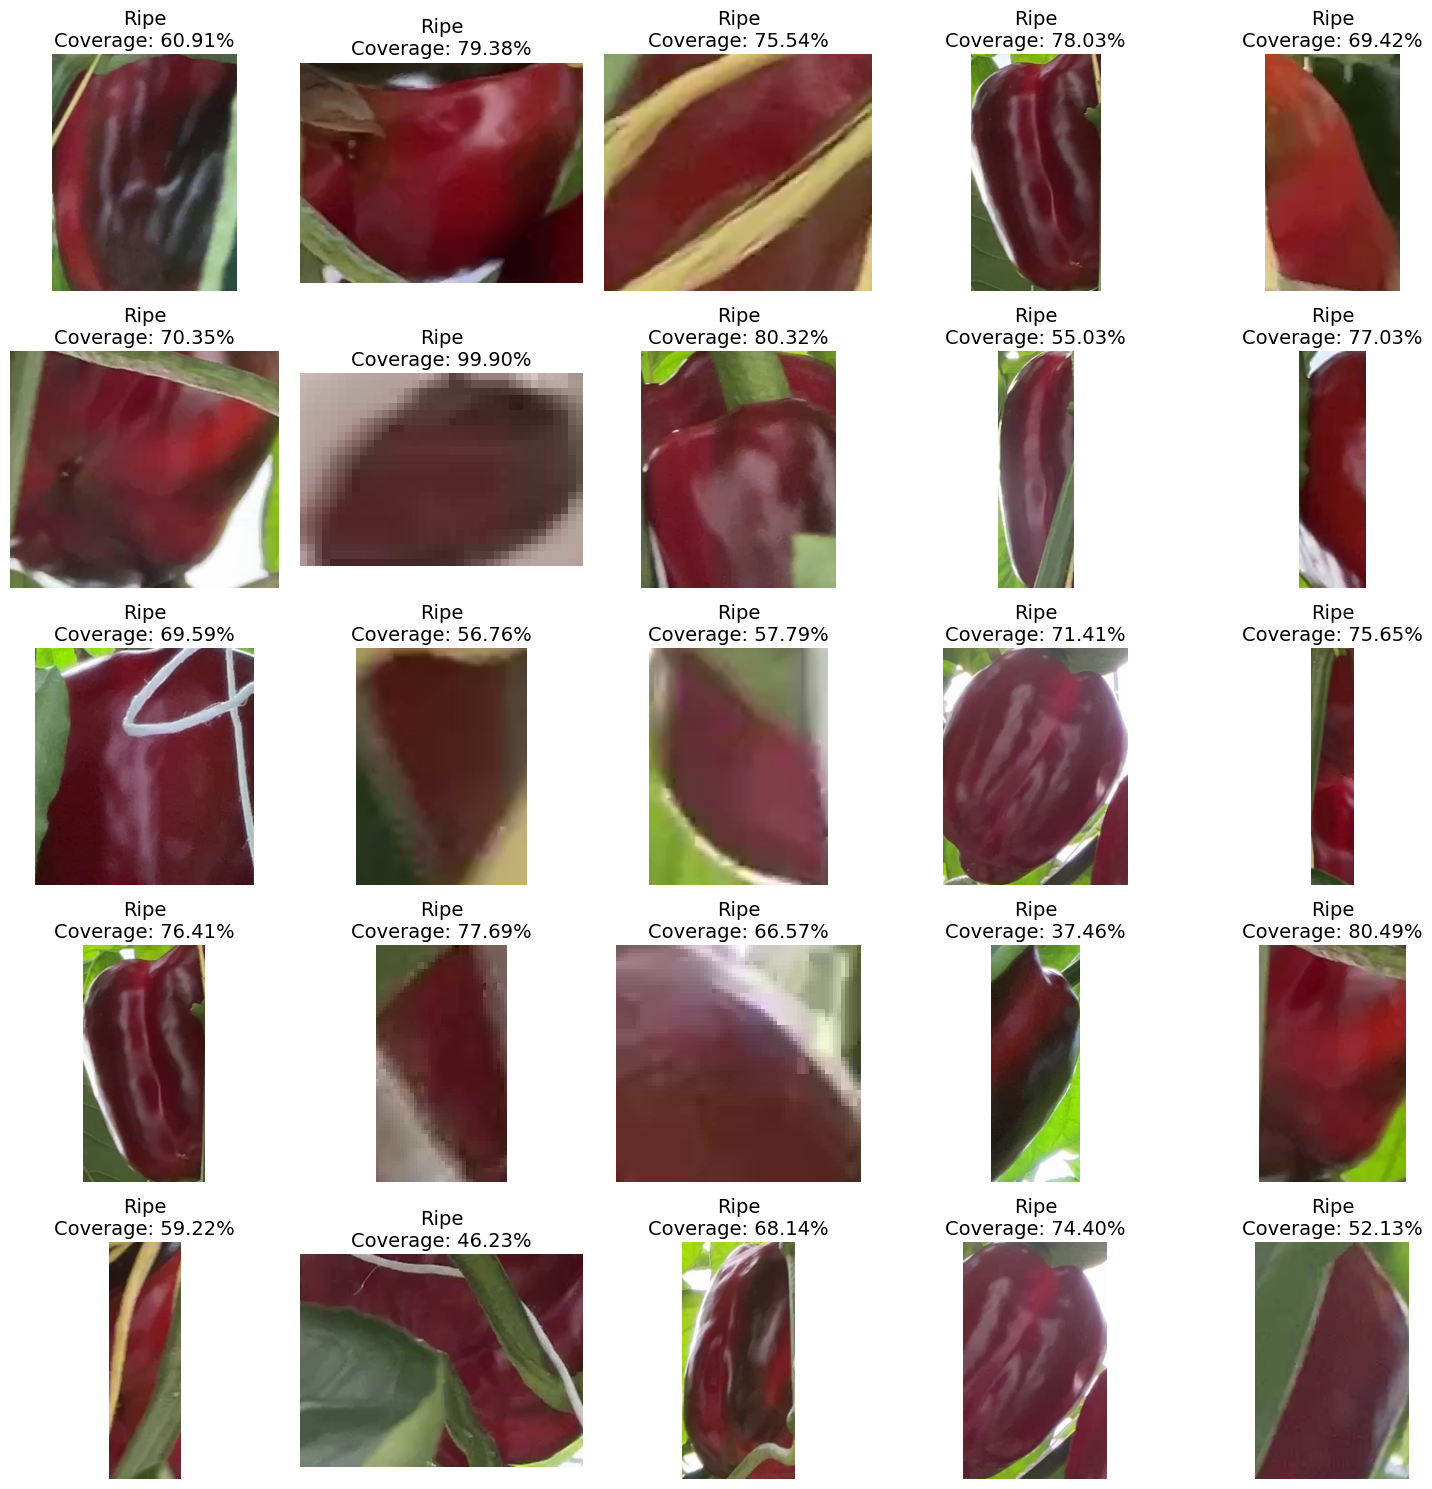 Ripe
Coverage: 60.91%
Ripe
Coverage: 79.38%
Ripe
Coverage: 75.54%
Ripe
Coverage: 78.03%
Ripe
Coverage: 69.42%
Ripe
Coverage: 70.35%
Ripe
Coverage: 99.90%
Ripe
Coverage: 80.32%
Ripe
Coverage: 55.03%
Ripe
Coverage: 77.03%
Ripe
Coverage: 69.59%
Ripe
Coverage: 56.76%
Ripe
Coverage: 57.79%
Ripe
Coverage: 71.41%
Ripe
Coverage: 75.65%
Ripe
Coverage: 76.41%
Ripe
Coverage: 77.69%
Ripe
Coverage: 66.57%
Ripe
Coverage: 37.46%
Ripe
Coverage: 80.49%
Ripe
Coverage: 59.22%
Ripe
Coverage: 46.23%
Ripe
Coverage: 68.14%
Ripe
Coverage: 74.40%
Ripe
Coverage: 52.13%